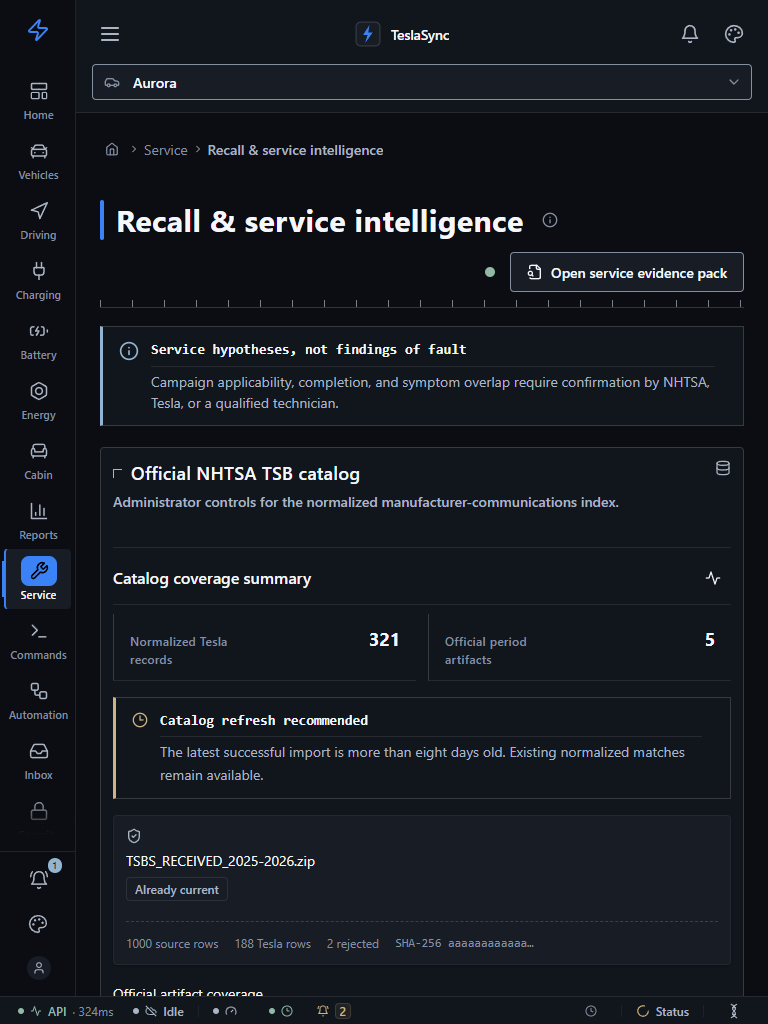 TeslaSync
Aurora
Home
Vehicles
Driving
Charging
Battery
Energy
Cabin
Reports
Service
Commands
Automation
Inbox
1
Service
Recall & service intelligence
Recall & service intelligence
Open service evidence pack
Service hypotheses, not findings of fault
Campaign applicability, completion, and symptom overlap require confirmation by NHTSA,
Tesla, or a qualified technician.
Official NHTSA TSB catalog
Administrator controls for the normalized manufacturer-communications index.
Catalog coverage summary
Normalized Tesla
records
321
Official period
artifacts
5
Catalog refresh recommended
The latest successful import is more than eight days old. Existing normalized matches
remain available.
TSBS_RECEIVED_2025-2026.zip
Already current
1000 source rows 188 Tesla rows 2 rejected SHA-256 aaaaaaaaaaaa…
Official artifact coverage
API · 324ms Idle 2 Status